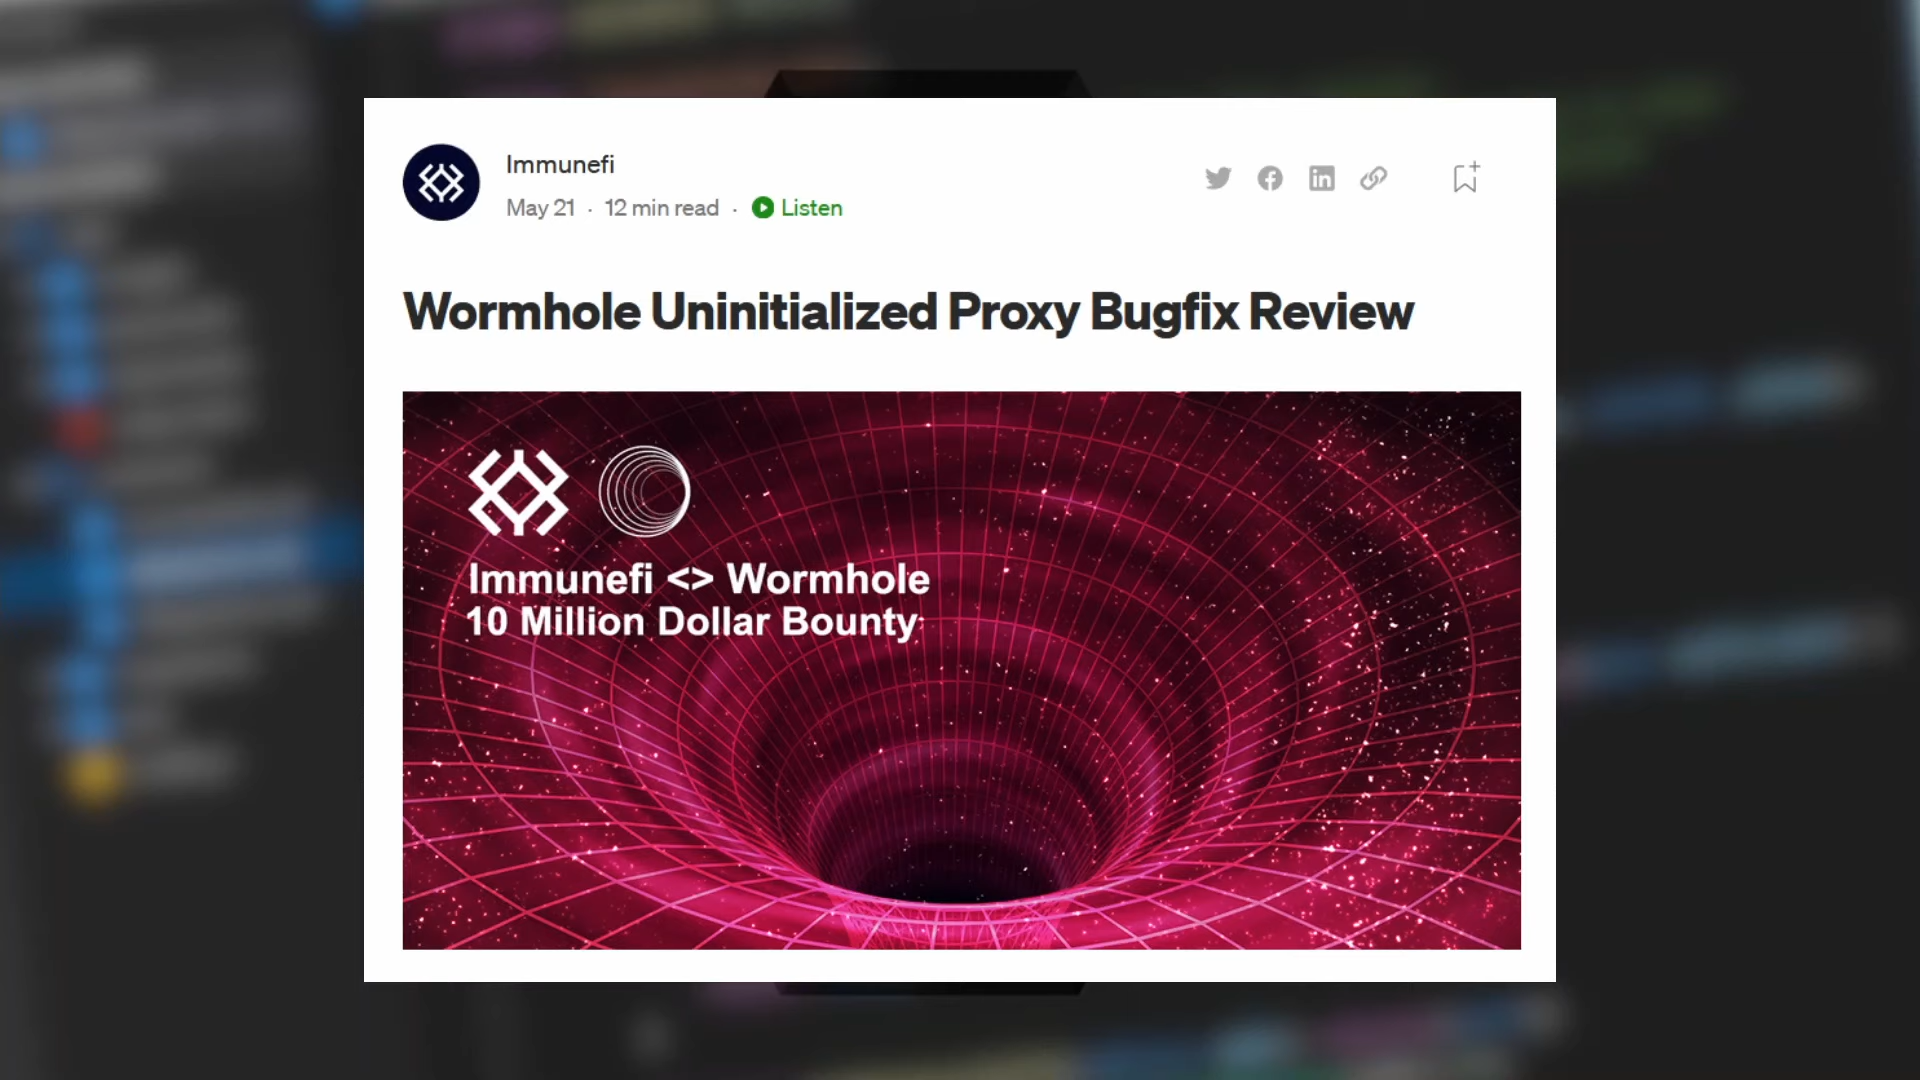 Immunefi
May 21 · 12 min read · Listen
Wormhole Uninitialized Proxy Bugfix Review
Immunefi <> Wormhole
10 Million Dollar Bounty